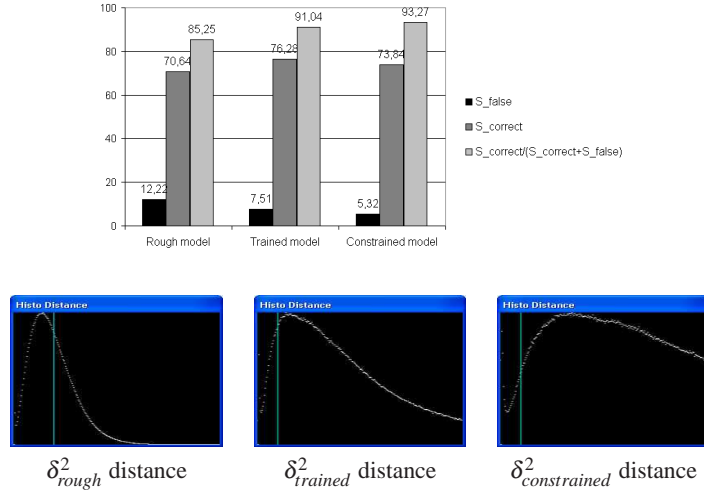 100
80
60
40
20
0
12,22
70,64
85,25
7,51
76,28
91,04
5,32
73,84
93,27
Rough model
Trained model
Constrained model
S_false
S_correct
S_correct/(S_correct+S_false)
Histo Distance
Histo Distance
Histo Distance
δ²rough distance
δ²trained distance
δ²constrained distance